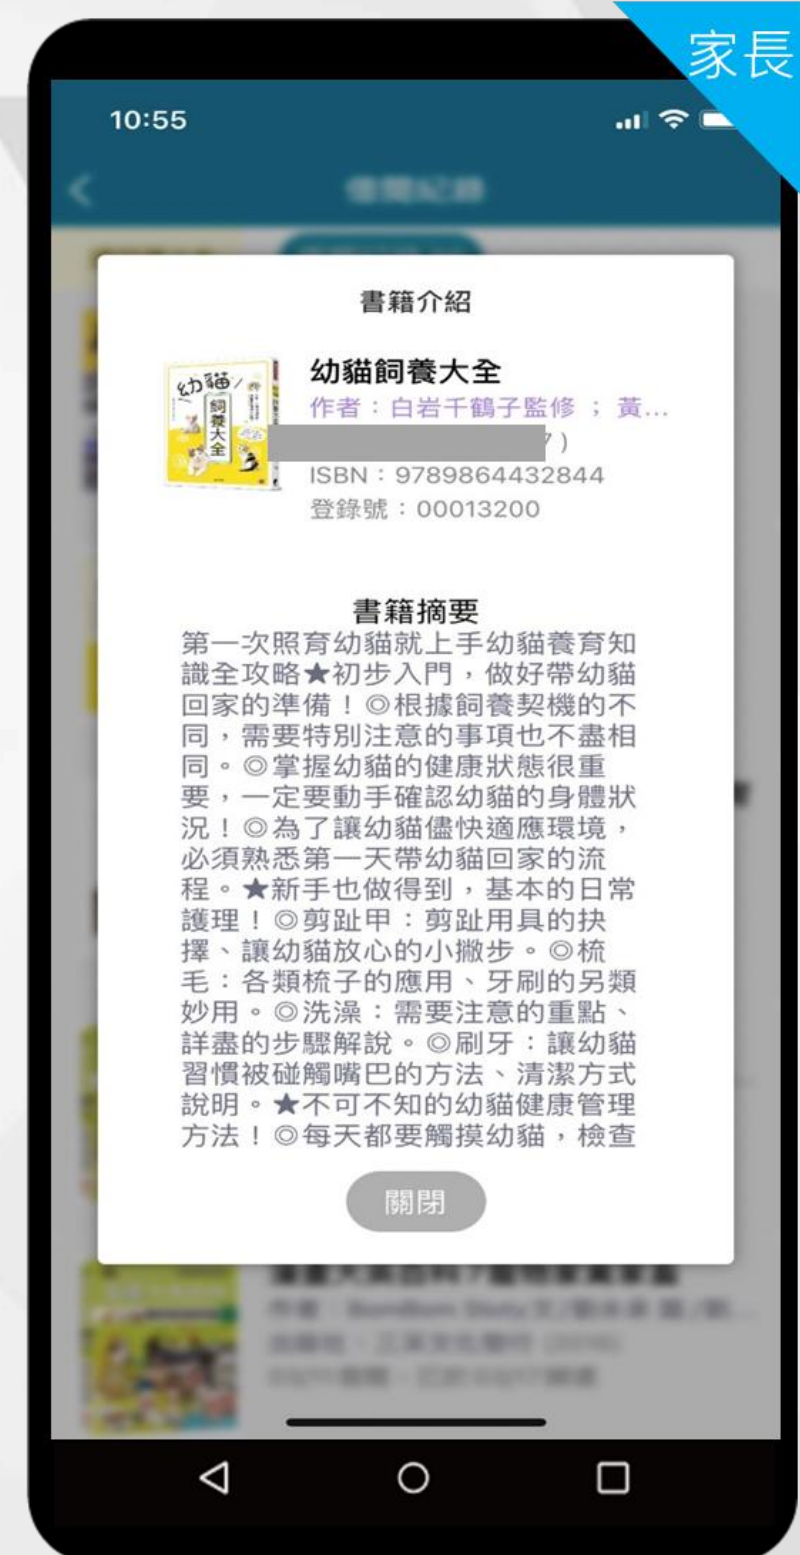 家長
10:55
借閱紀錄
書籍介紹
幼貓
飼養大全
幼貓飼養大全
作者：白岩千鶴子監修 ； 黃...
7 )
ISBN：9789864432844
登錄號：00013200
書籍摘要
第一次照育幼貓就上手幼貓養育知
識全攻略★初步入門，做好帶幼貓
回家的準備！◎根據飼養契機的不
同，需要特別注意的事項也不盡相
同。◎掌握幼貓的健康狀態很重
要，一定要動手確認幼貓的身體狀
況！◎為了讓幼貓儘快適應環境，
必須熟悉第一天帶幼貓回家的流
程。★新手也做得到，基本的日常
護理！◎剪趾甲：剪趾用具的抉
擇、讓幼貓放心的小撇步。◎梳
毛：各類梳子的應用、牙刷的另類
妙用。◎洗澡：需要注意的重點、
詳盡的步驟解說。◎刷牙：讓幼貓
習慣被碰觸嘴巴的方法、清潔方式
說明。★不可不知的幼貓健康管理
方法！◎每天都要觸摸幼貓，檢查
關閉